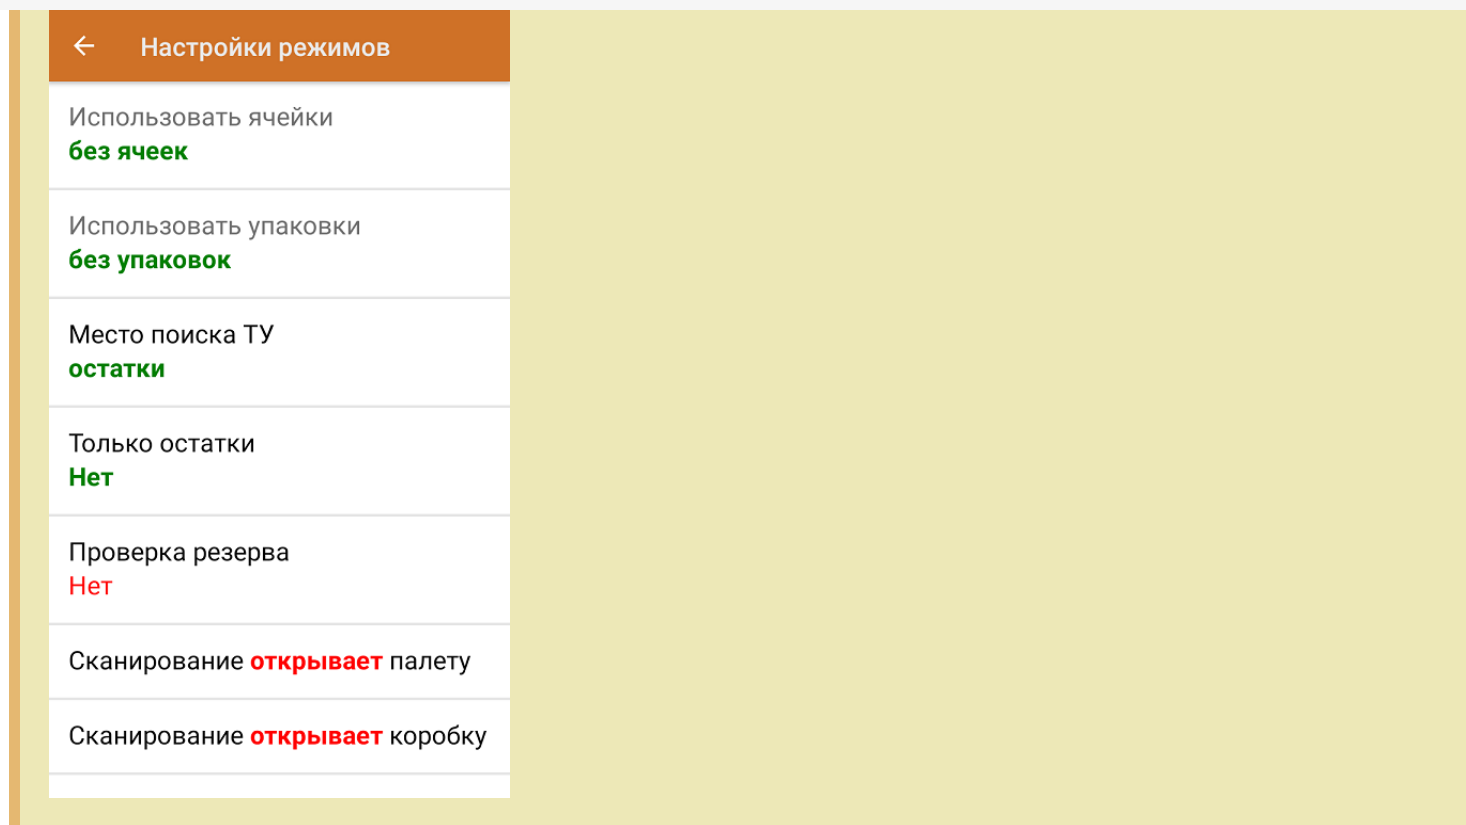 Настройки режимов
Использовать ячейки
без ячеек
Использовать упаковки
без упаковок
Место поиска ТУ
остатки
Только остатки
Нет
Проверка резерва
Нет
Сканирование открывает палету
Сканирование открывает коробку